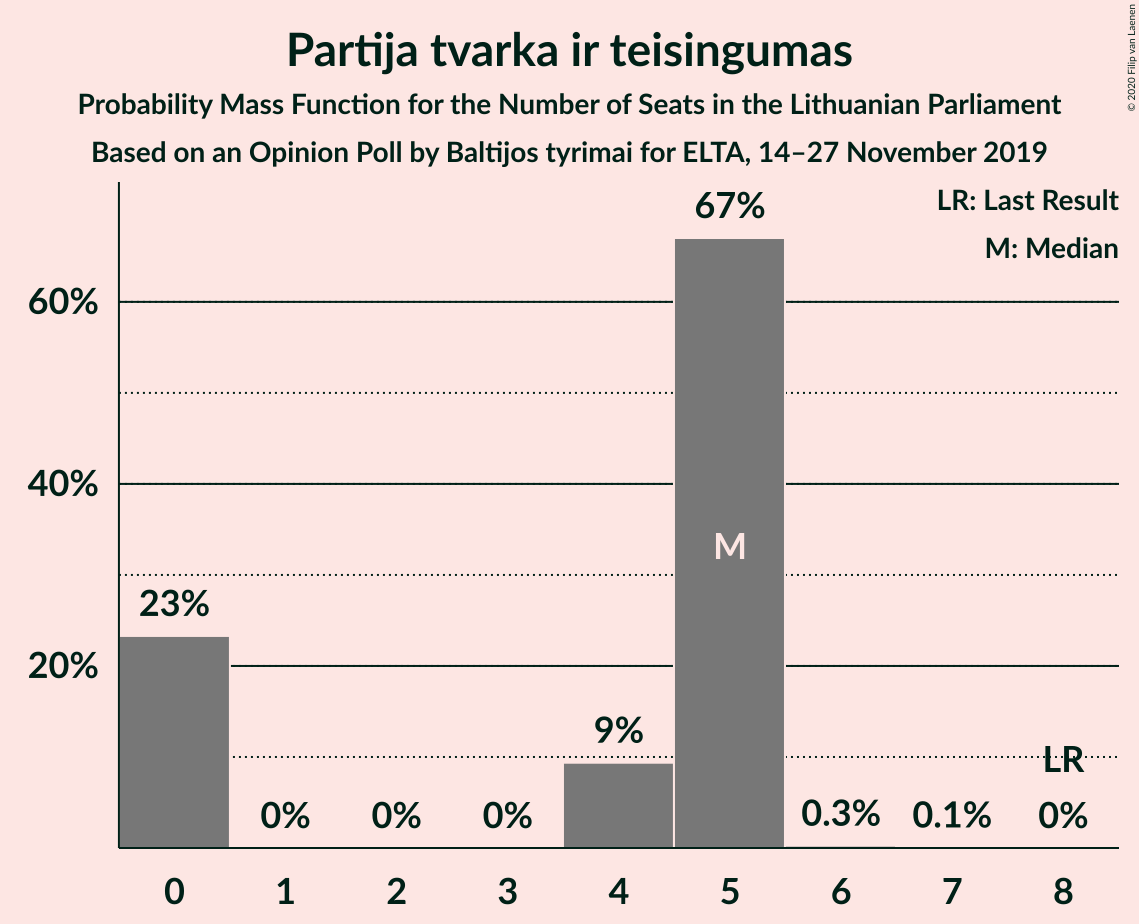 Partija tvarka ir teisingumas
Probability Mass Function for the Number of Seats in the Lithuanian Parliament
Based on an Opinion Poll by Baltijos tyrimai for ELTA, 14–27 November 2019
© 2020 Filip van Laenen
LR: Last Result
M: Median
67%
60%
40%
M
23%
20%
9%
LR
0%
0%
0%
0.3%
0.1%
0%
0 1 2 3 4 5 6 7 8